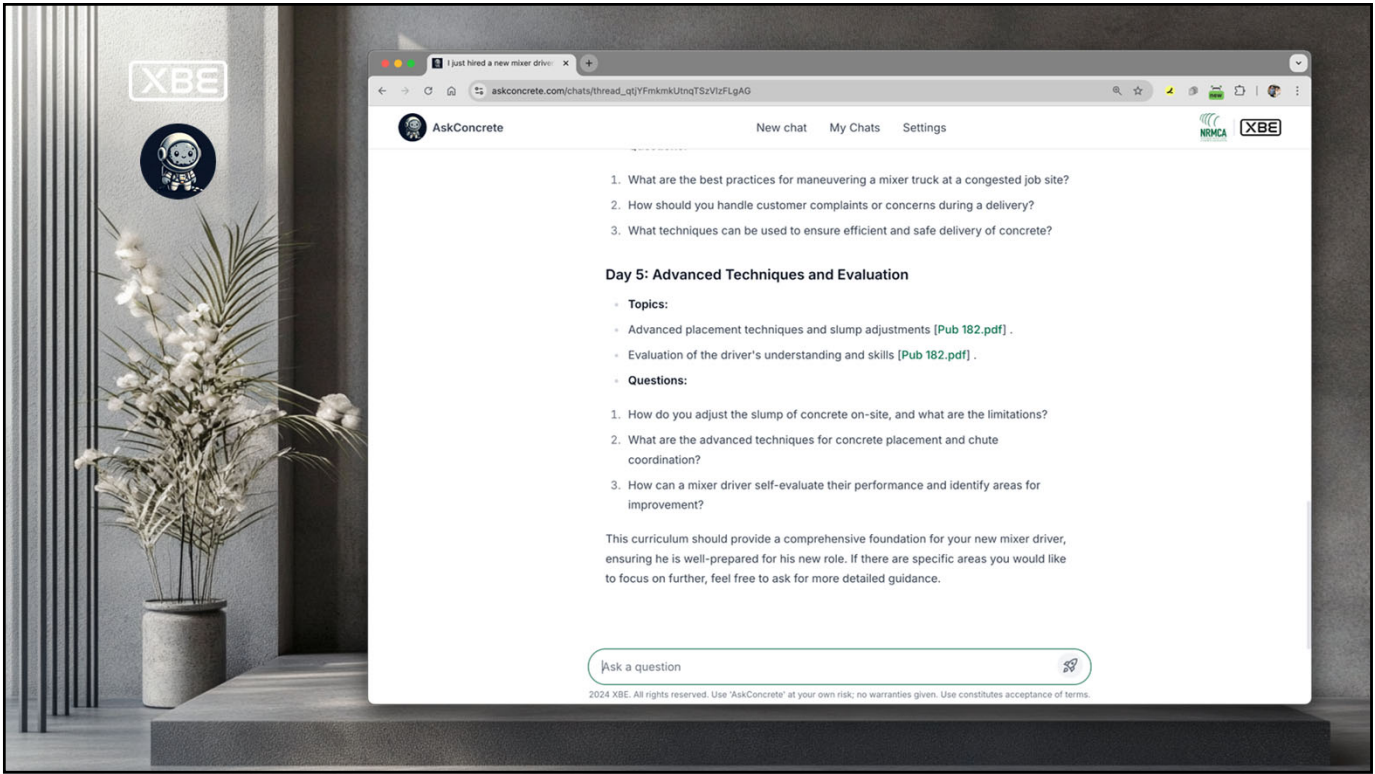 XBE
I just hired a new mixer driver
askconcrete.com/chats/thread_qtjYFmkmkUtnqTSzVIzFLgAG
new
AskConcrete
New chat
My Chats
Settings
NRMCA
XBE
1. What are the best practices for maneuvering a mixer truck at a congested job site?
2. How should you handle customer complaints or concerns during a delivery?
3. What techniques can be used to ensure efficient and safe delivery of concrete?
Day 5: Advanced Techniques and Evaluation
Topics:
Advanced placement techniques and slump adjustments [Pub 182.pdf] .
Evaluation of the driver's understanding and skills [Pub 182.pdf] .
Questions:
1. How do you adjust the slump of concrete on-site, and what are the limitations?
2. What are the advanced techniques for concrete placement and chute
coordination?
3. How can a mixer driver self-evaluate their performance and identify areas for
improvement?
This curriculum should provide a comprehensive foundation for your new mixer driver,
ensuring he is well-prepared for his new role. If there are specific areas you would like
to focus on further, feel free to ask for more detailed guidance.
Ask a question
2024 XBE. All rights reserved. Use 'AskConcrete' at your own risk; no warranties given. Use constitutes acceptance of terms.